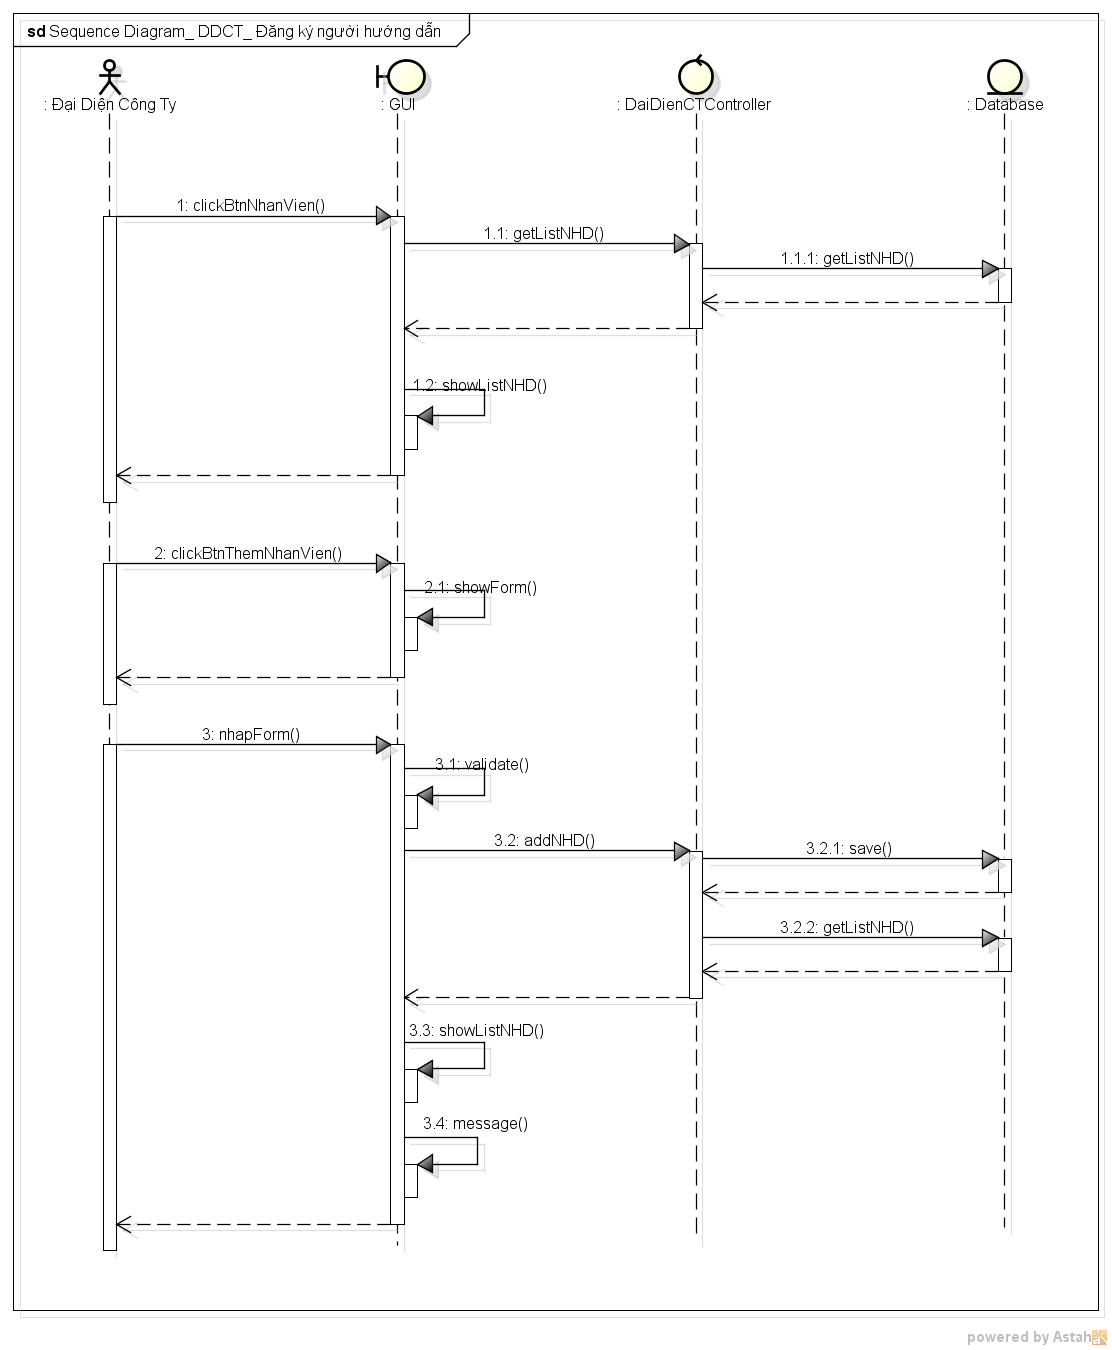 sd Sequence Diagram_ DDCT_ Đăng ký người hướng dẫn
: Đại Diện Công Ty
: GUI
: DaiDienCTController
: Database
1: clickBtnNhanVien()
1.1: getListNHD()
1.1.1: getListNHD()
1.2: showListNHD()
2: clickBtnThemNhanVien()
2.1: showForm()
3: nhapForm()
3.1: validate()
3.2: addNHD()
3.2.1: save()
3.2.2: getListNHD()
3.3: showListNHD()
3.4: message()
powered by Astah